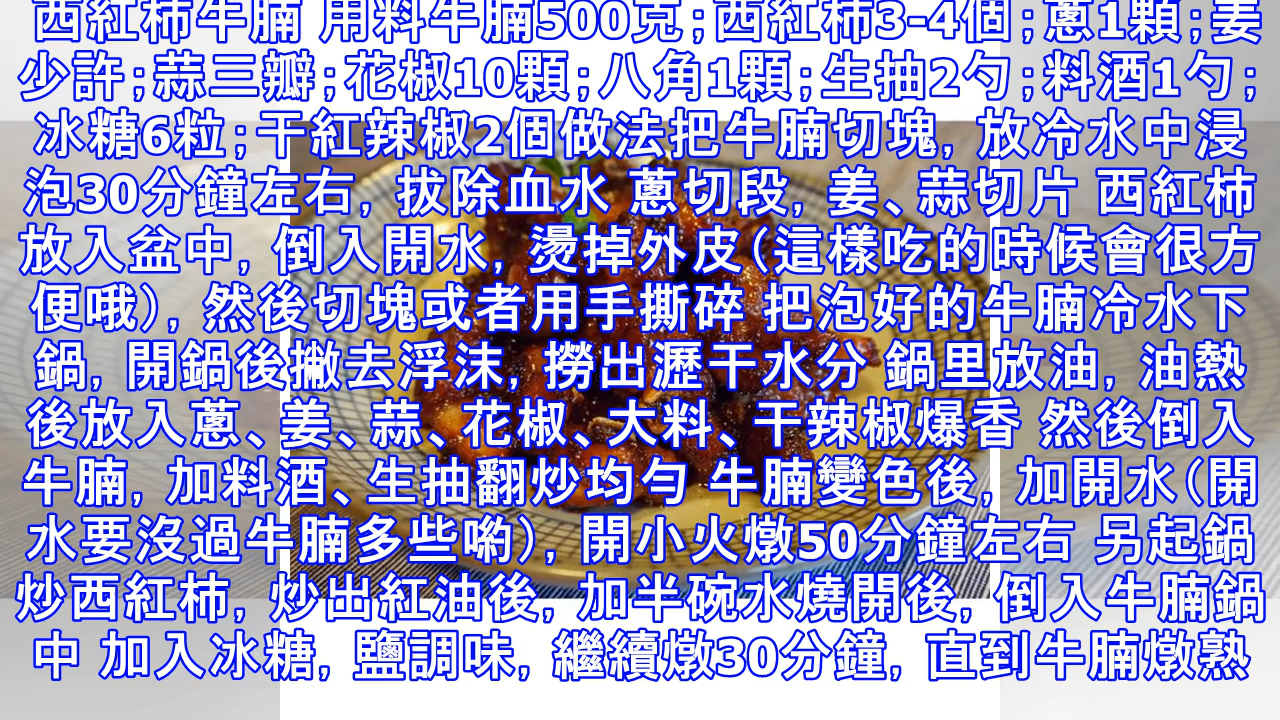 西紅柿牛腩 用料牛腩500克;西紅柿3-4個;蔥1顆;姜
少許;蒜三瓣;花椒10顆;八角1顆;生抽2勺;料酒1勺;
冰糖6粒;干紅辣椒2個做法把牛腩切塊, 放冷水中浸
泡30分鐘左右, 拔除血水 蔥切段, 姜、蒜切片 西紅柿
放入盆中, 倒入開水, 燙掉外皮(這樣吃的時候會很方
便哦), 然後切塊或者用手撕碎 把泡好的牛腩冷水下
鍋, 開鍋後撇去浮沫, 撈出瀝干水分 鍋里放油, 油熱
後放入蔥、姜、蒜、花椒、大料、干辣椒爆香 然後倒入
牛腩, 加料酒、生抽翻炒均勻 牛腩變色後, 加開水(開
水要沒過牛腩多些喲), 開小火燉50分鐘左右 另起鍋
炒西紅柿, 炒出紅油後, 加半碗水燒開後, 倒入牛腩鍋
中 加入冰糖, 鹽調味, 繼續燉30分鐘, 直到牛腩燉熟